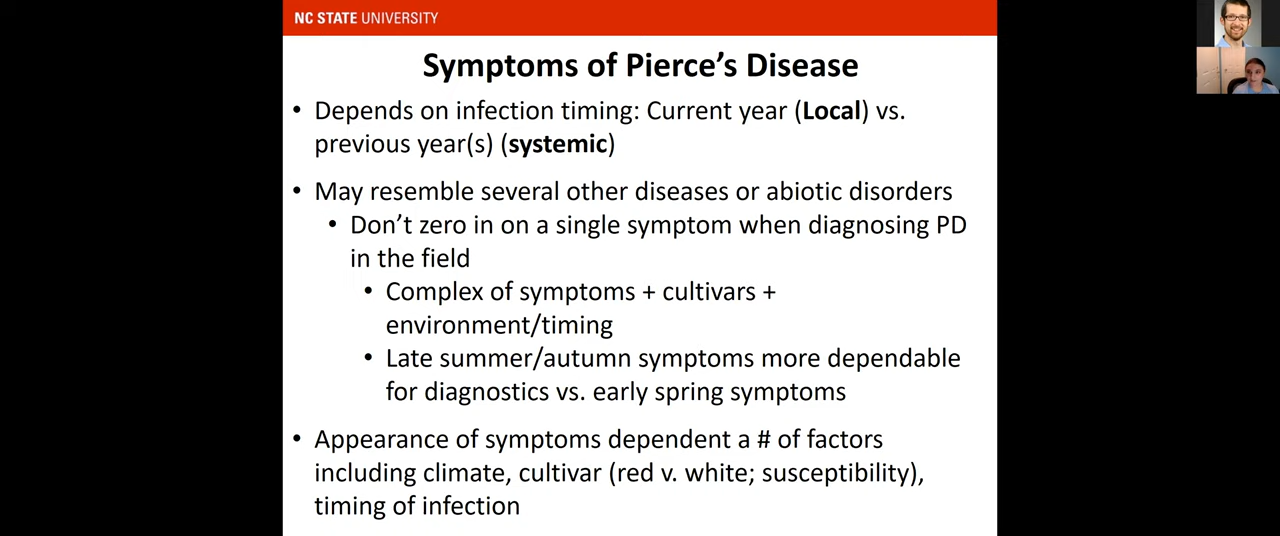 NC STATE UNIVERSITY
Symptoms of Pierce's Disease
• Depends on infection timing: Current year (Local) vs.
previous year(s) (systemic)
• May resemble several other diseases or abiotic disorders
• Don't zero in on a single symptom when diagnosing PD
in the field
• Complex of symptoms + cultivars +
environment/timing
• Late summer/autumn symptoms more dependable
for diagnostics vs. early spring symptoms
• Appearance of symptoms dependent a # of factors
including climate, cultivar (red v. white; susceptibility),
timing of infection